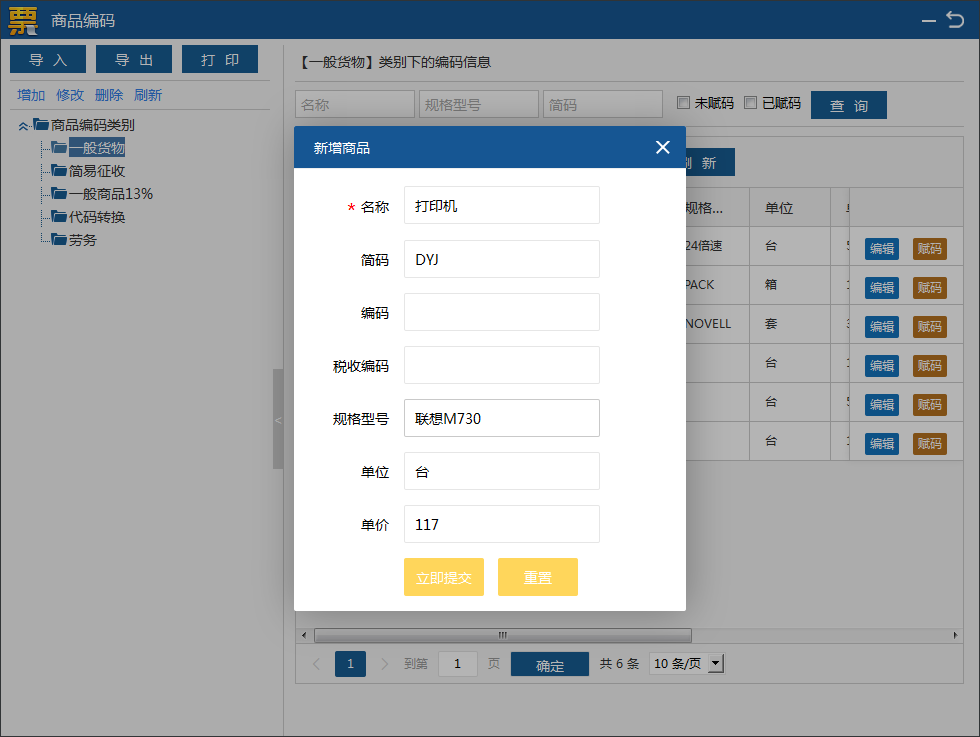 票 商品编码
导 入 导 出 打 印
增加 修改 删除 刷新
商品编码类别
一般货物
简易征收
一般商品13%
代码转换
劳务
<
【一般货物】类别下的编码信息
名称 规格型号 简码 未赋码 已赋码 查 询
新 
规格... 单位
24倍速 台 编辑 赋码
PACK 箱 编辑 赋码
NOVELL 套 编辑 赋码
台 编辑 赋码
台 编辑 赋码
台 编辑 赋码
新增商品
* 名称 打印机
简码 DYJ
编码
税收编码
规格型号 联想M730
单位 台
单价 117
立即提交 重置
1 到第 1 页 确定 共 6 条 10 条/页